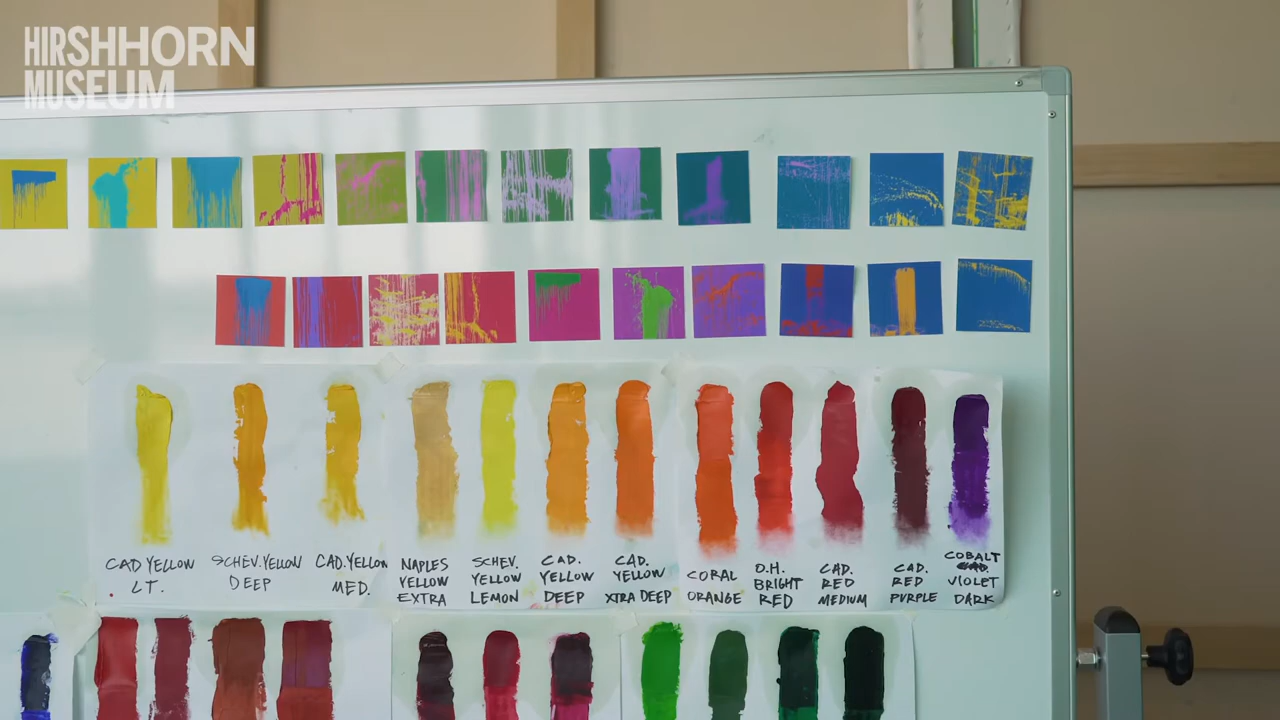 HIRSHHORN
MUSEUM
CAD YELLOW
LT.
SCHEV. YELLOW
DEEP
CAD. YELLOW
MED.
NAPLES
YELLOW
EXTRA
SCHEV.
YELLOW
LEMON
CAD.
YELLOW
DEEP
CAD.
YELLOW
XTRA DEEP
CORAL
ORANGE
O.H.
BRIGHT
RED
CAD.
RED
MEDIUM
CAD.
RED
PURPLE
COBALT
VIOLET
DARK